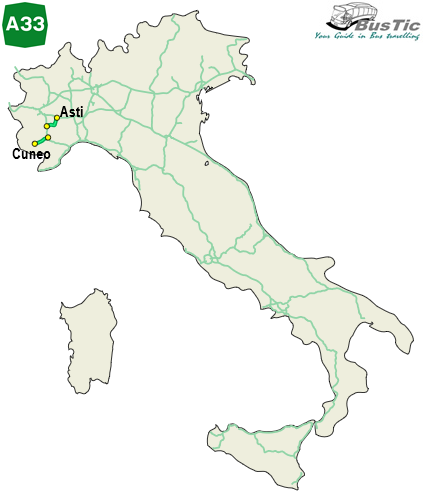 A33
BusTic
Your Guide in Bus travelling
Asti
Cuneo